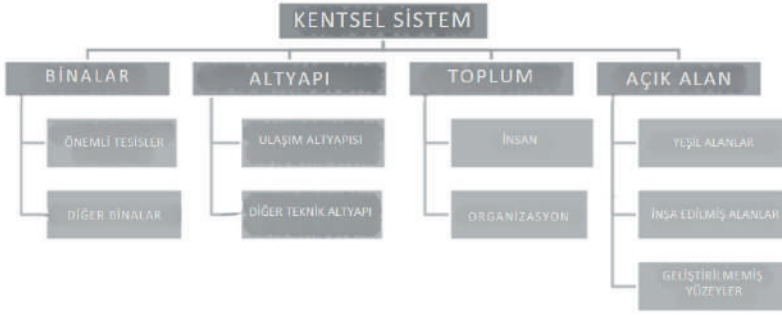 KENTSEL SİSTEM
BİNALAR
ALTYAPI
TOPLUM
AÇIK ALAN
ÖNEMLİ TESİSLER
ULAŞIM ALTYAPISI
İNSAN
YEŞİL ALANLAR
DİĞER BİNALAR
DİĞER TEKNİK ALTYAPI
ORGANİZASYON
İNSA EDİLMİŞ ALANLAR
GELİŞTİRİLMEMİŞ
YÜZEYLER